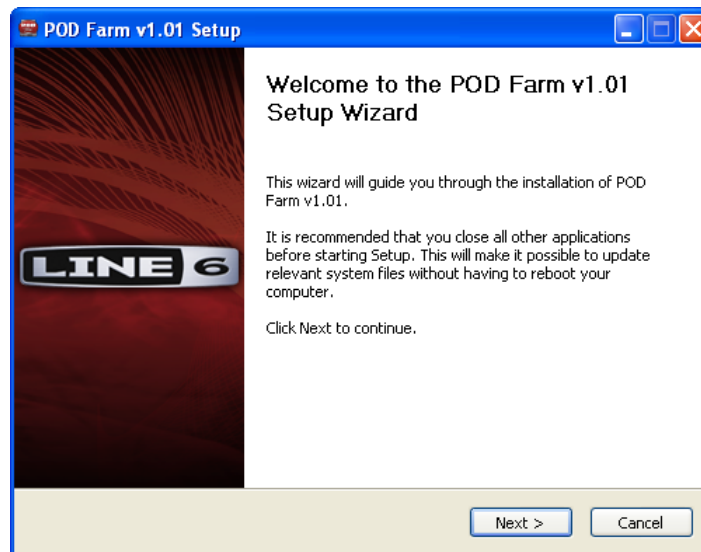 POD Farm v1.01 Setup
Welcome to the POD Farm v1.01
Setup Wizard
This wizard will guide you through the installation of POD
Farm v1.01.
It is recommended that you close all other applications
before starting Setup. This will make it possible to update
relevant system files without having to reboot your
computer.
Click Next to continue.
LINE 6
Next >
Cancel